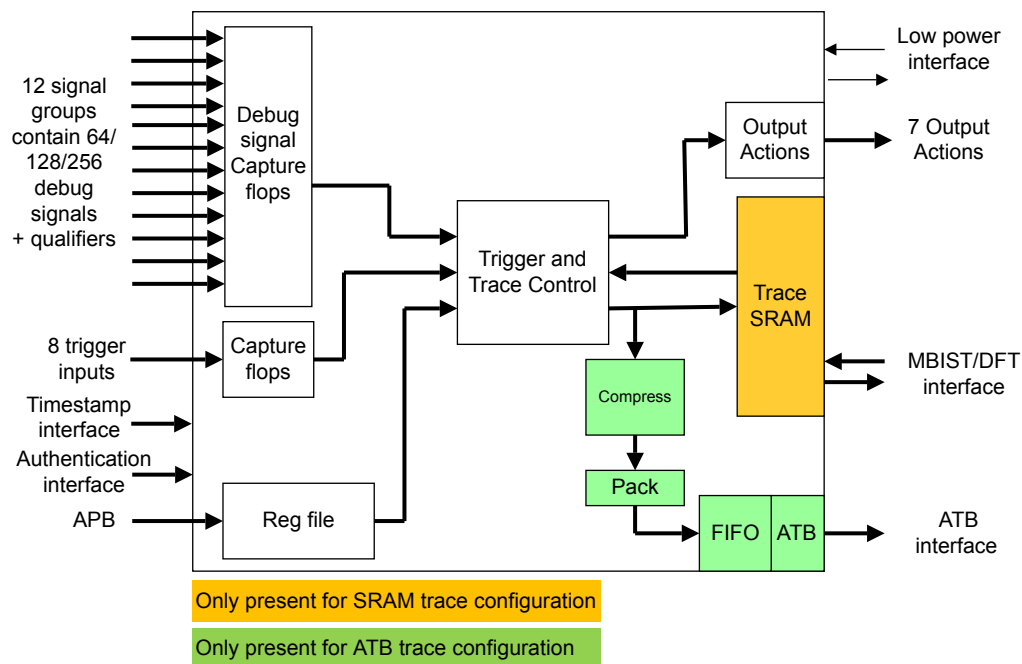 12 signal
groups
contain 64/
128/256
debug
signals
+ qualifiers
Debug
signal
Capture
flops
8 trigger
inputs
Capture
flops
Timestamp
interface
Authentication
interface
APB
Reg file
Trigger and
Trace Control
Output
Actions
Low power
interface
7 Output
Actions
Trace
SRAM
MBIST/DFT
interface
Compress
Pack
FIFO
ATB
ATB
interface
Only present for SRAM trace configuration
Only present for ATB trace configuration